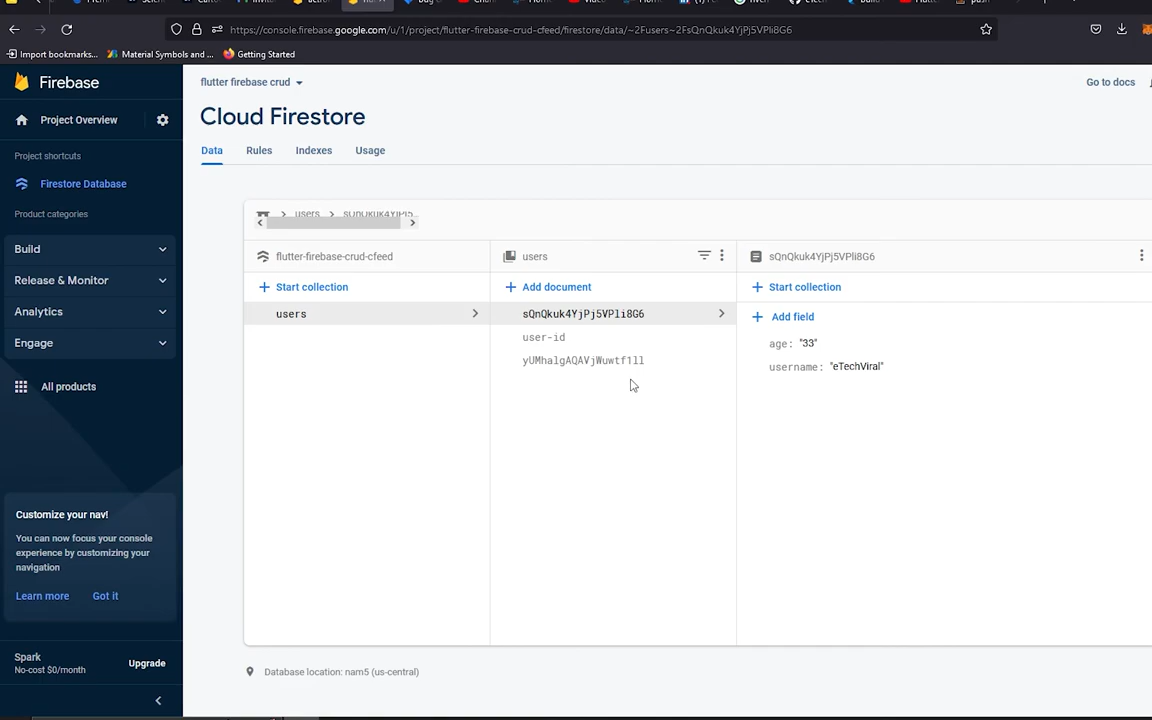 https://console.firebase.google.com/u/1/project/flutter-firebase-crud-cfeed/firestore/data/~2Fusers~2FsQnQkuk4YjPj5VPli8G6
Import bookmarks...
Material Symbols and ...
Getting Started
Firebase
flutter firebase crud
Go to docs
Project Overview
Cloud Firestore
Project shortcuts
Data
Rules
Indexes
Usage
Firestore Database
Product categories
Build
Release & Monitor
Analytics
Engage
All products
users
flutter-firebase-crud-cfeed
users
sQnQkuk4YjPj5VPli8G6
Start collection
Add document
Start collection
users
sQnQkuk4YjPj5VPli8G6
Add field
user-id
age: "33"
yUMhalgAQAVjWuwtf1ll
username: "eTechViral"
Customize your nav!
You can now focus your console
experience by customizing your
navigation
Learn more
Got it
Spark
No-cost $0/month
Upgrade
Database location: nam5 (us-central)